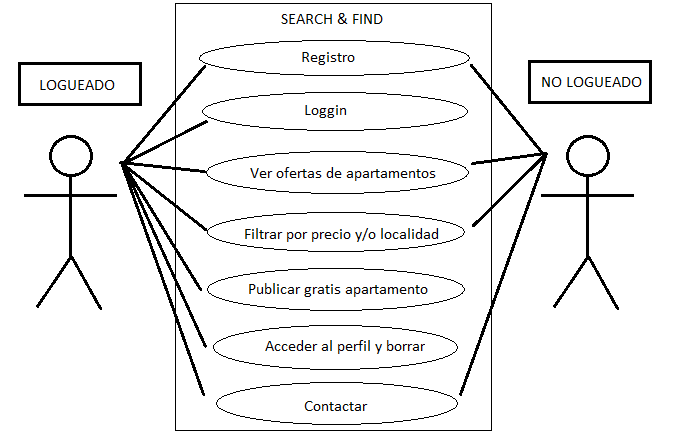 SEARCH & FIND
LOGUEADO
NO LOGUEADO
Registro
Loggin
Ver ofertas de apartamentos
Filtrar por precio y/o localidad
Publicar gratis apartamento
Acceder al perfil y borrar
Contactar